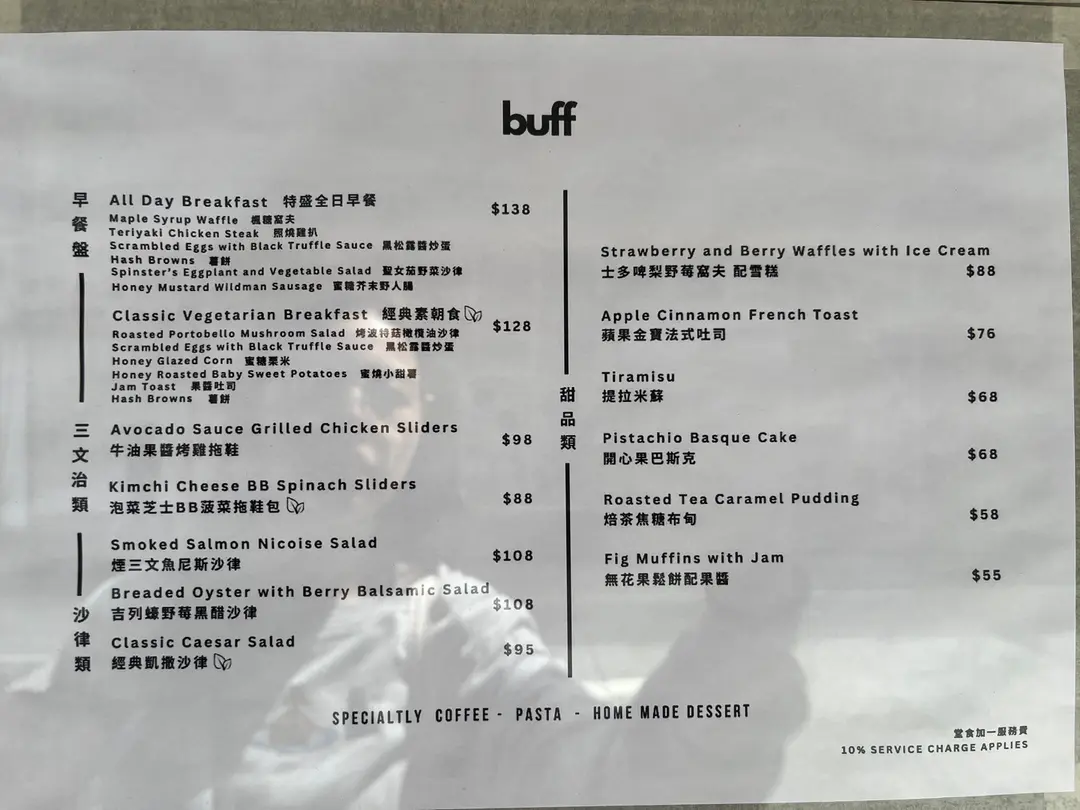 buff
早餐盤
All Day Breakfast 特盛全日早餐
$138
Maple Syrup Waffle 楓糖窩夫
Teriyaki Chicken Steak 照燒雞扒
Scrambled Eggs with Black Truffle Sauce 黑松露醬炒蛋
Hash Browns 薯餅
Spinster's Eggplant and Vegetable Salad 聖女茄野菜沙律
Honey Mustard Wildman Sausage 蜜糖芥末野人腸
Classic Vegetarian Breakfast 經典素朝食
$128
Roasted Portobello Mushroom Salad 烤波特菇橄欖油沙律
Scrambled Eggs with Black Truffle Sauce 黑松露醬炒蛋
Honey Glazed Corn 蜜糖粟米
Honey Roasted Baby Sweet Potatoes 蜜燒小甜薯
Jam Toast 果醬吐司
Hash Browns 薯餅
三文治類
Avocado Sauce Grilled Chicken Sliders
牛油果醬烤雞拖鞋
$98
Kimchi Cheese BB Spinach Sliders
泡菜芝士BB菠菜拖鞋包
$88
沙律類
Smoked Salmon Nicoise Salad
煙三文魚尼斯沙律
$108
Breaded Oyster with Berry Balsamic Salad
吉列蠔野莓黑醋沙律
$108
Classic Caesar Salad
經典凱撒沙律
$95
甜品類
Strawberry and Berry Waffles with Ice Cream
士多啤梨野莓窩夫 配雪糕
$88
Apple Cinnamon French Toast
蘋果金寶法式吐司
$76
Tiramisu
提拉米蘇
$68
Pistachio Basque Cake
開心果巴斯克
$68
Roasted Tea Caramel Pudding
焙茶焦糖布甸
$58
Fig Muffins with Jam
無花果鬆餅配果醬
$55
SPECIALTLY COFFEE - PASTA - HOME MADE DESSERT
堂食加一服務費
10% SERVICE CHARGE APPLIES